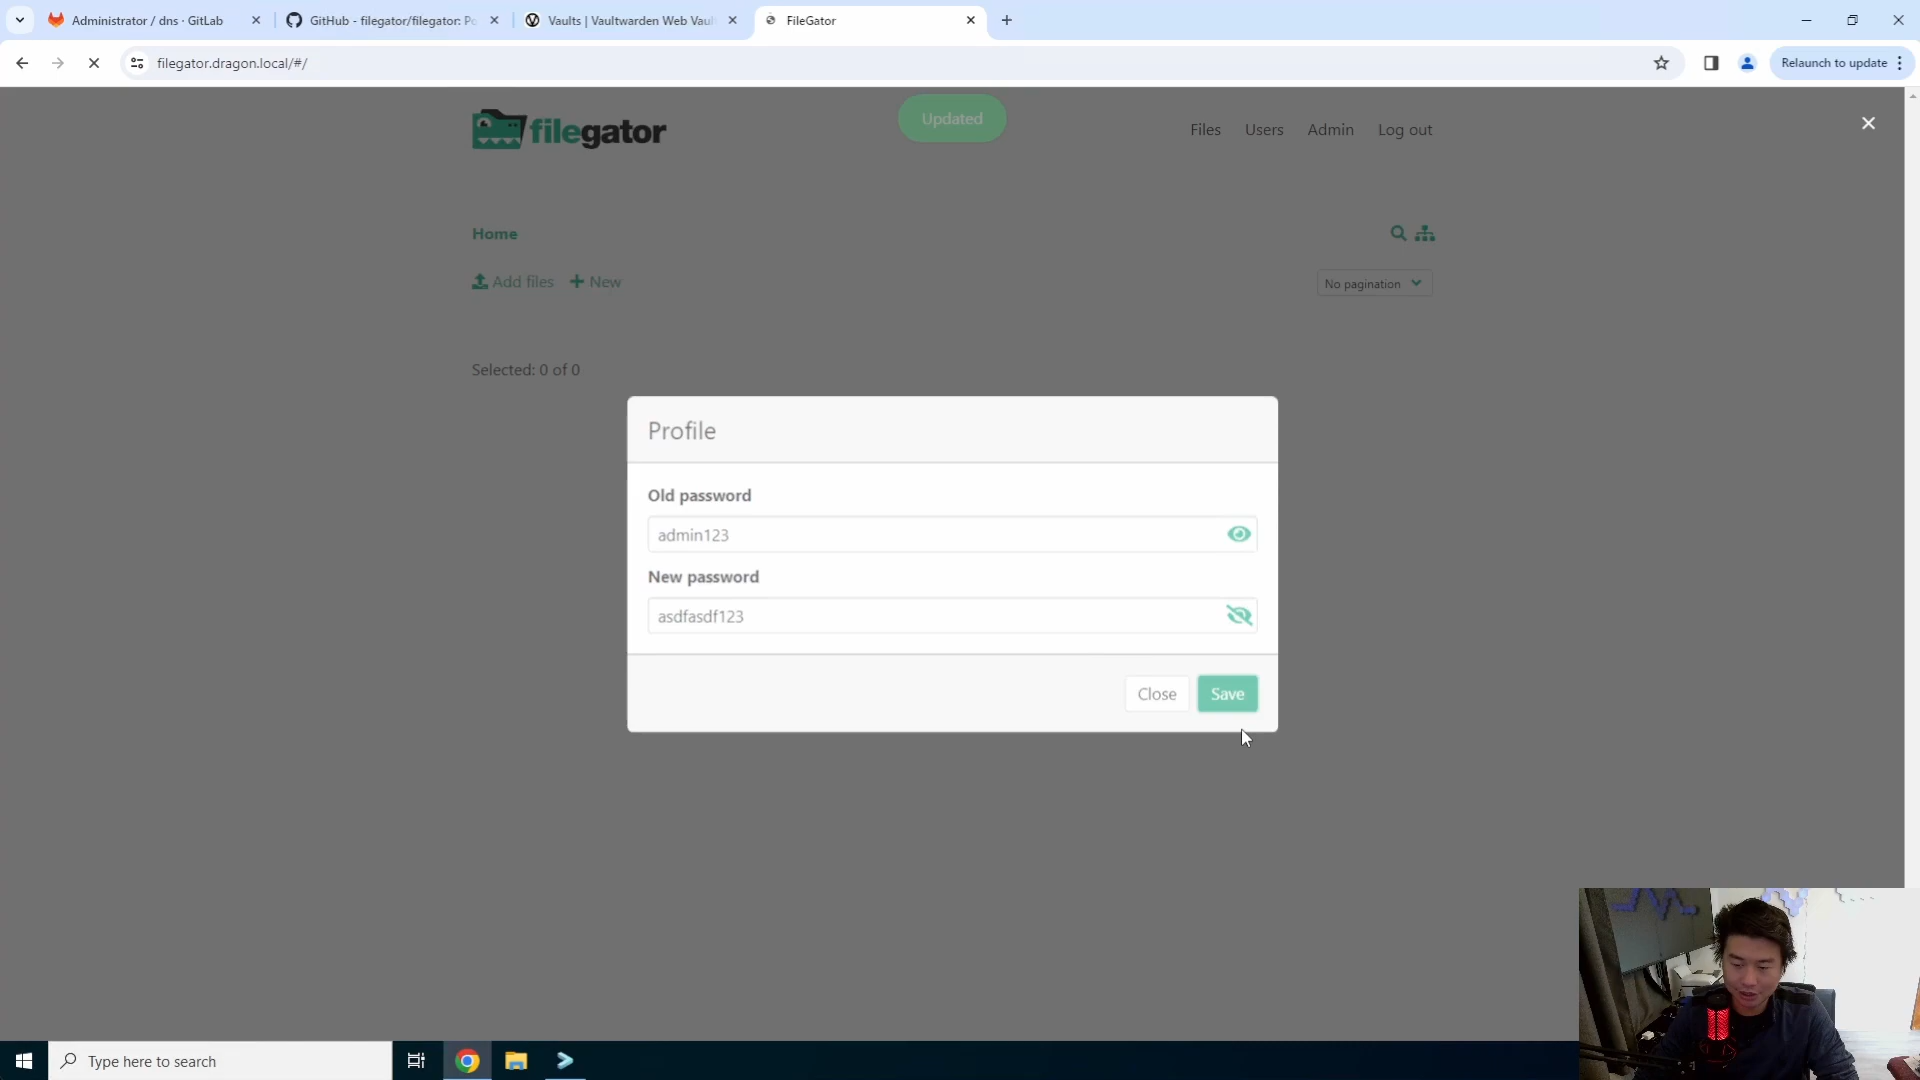 Administrator / dns · GitLab
GitHub - filegator/filegator: Po
Vaults | Vaultwarden Web Vaul
FileGator
filegator.dragon.local/#/
Relaunch to update
filegator
Updated
Files
Users
Admin
Log out
Home
Add files
New
No pagination
Selected: 0 of 0
Profile
Old password
admin123
New password
asdfasdf123
Close
Save
Type here to search